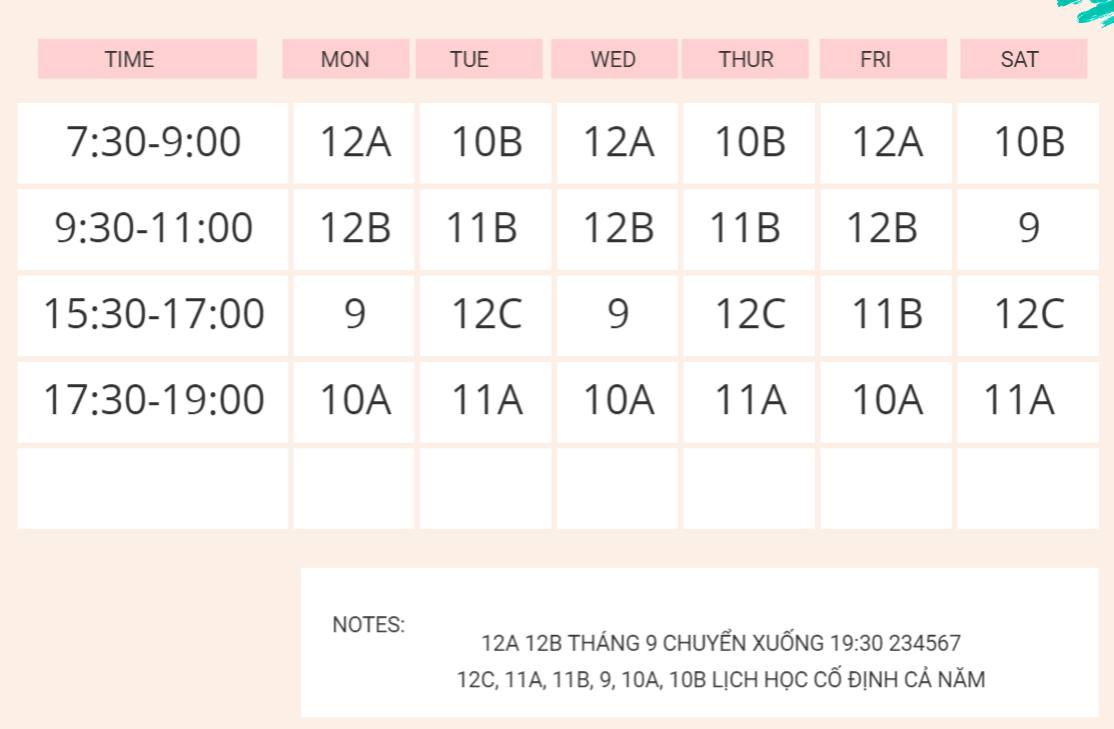 TIME MON TUE WED THUR FRI SAT
7:30-9:00 12A 10B 12A 10B 12A 10B
9:30-11:00 12B 11B 12B 11B 12B 9
15:30-17:00 9 12C 9 12C 11B 12C
17:30-19:00 10A 11A 10A 11A 10A 11A
NOTES:
12A 12B THÁNG 9 CHUYỂN XUỐNG 19:30 234567
12C, 11A, 11B, 9, 10A, 10B LỊCH HỌC CỐ ĐỊNH CẢ NĂM